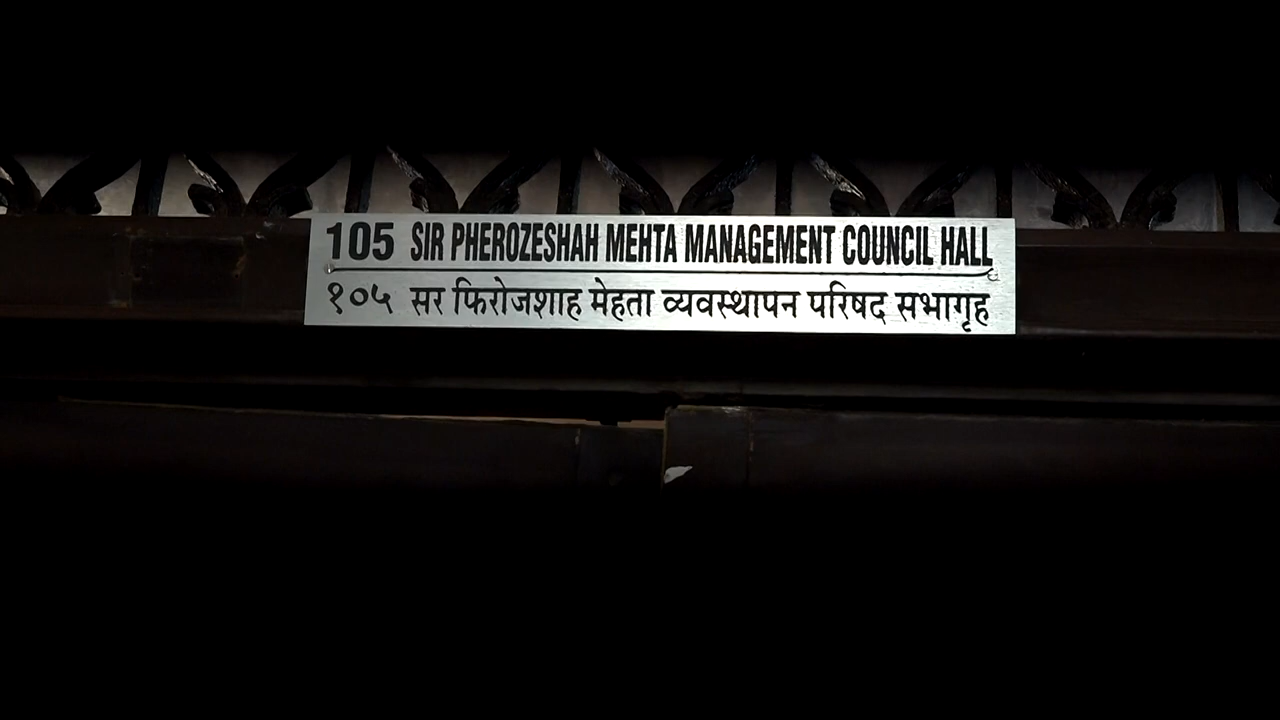 105 SIR PHEROZESHAH MEHTA MANAGEMENT COUNCIL HALL
१०५ सर फिरोजशाह मेहता व्यवस्थापन परिषद सभागृह